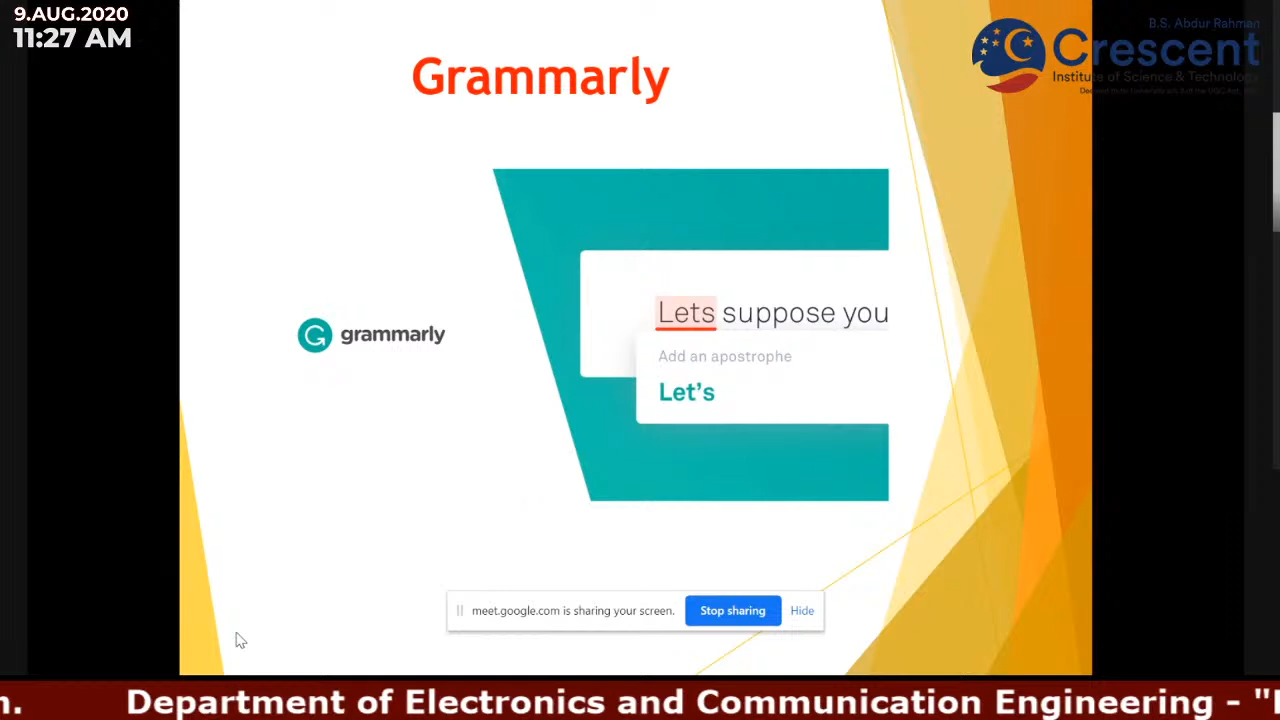 9.AUG.2020
11:27 AM
B.S. Abdur Rahman
Crescent
Institute of Science & Technology
Grammarly
grammarly
Lets suppose you
Add an apostrophe
Let's
meet.google.com is sharing your screen.
Stop sharing
Hide
n. Department of Electronics and Communication Engineering - "